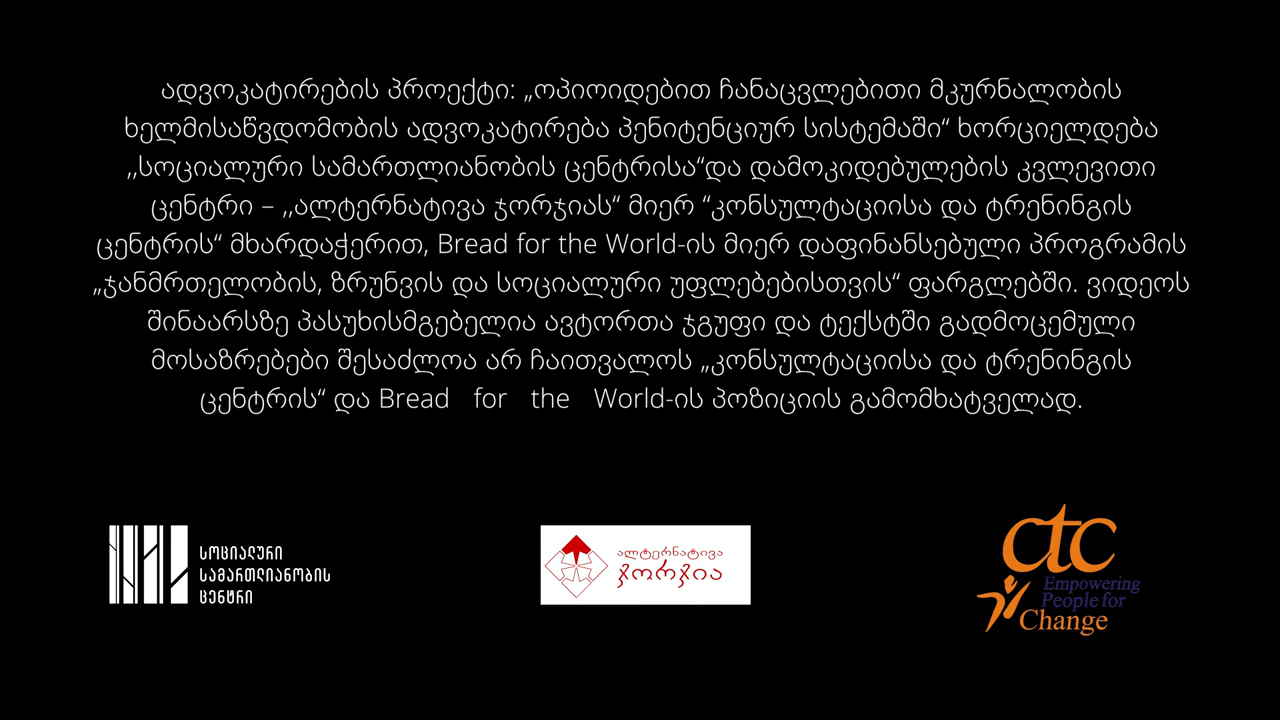 ადვოკატირების პროექტი: „ოპიოიდებით ჩანაცვლებითი მკურნალობის
ხელმისაწვდომობის ადვოკატირება პენიტენციურ სისტემაში“ ხორციელდება
,,სოციალური სამართლიანობის ცენტრისა“და დამოკიდებულების კვლევითი
ცენტრი – ,,ალტერნატივა ჯორჯიას“ მიერ “კონსულტაციისა და ტრენინგის
ცენტრის“ მხარდაჭერით, Bread for the World-ის მიერ დაფინანსებული პროგრამის
„ჯანმრთელობის, ზრუნვის და სოციალური უფლებებისთვის“ ფარგლებში. ვიდეოს
შინაარსზე პასუხისმგებელია ავტორთა ჯგუფი და ტექსტში გადმოცემული
მოსაზრებები შესაძლოა არ ჩაითვალოს „კონსულტაციისა და ტრენინგის
ცენტრის“ და Bread for the World-ის პოზიციის გამომხატველად.
სოციალური
სამართლიანობის
ცენტრი
ალტერნატივა
ჯორჯია
ctc
Empowering
People for
Change